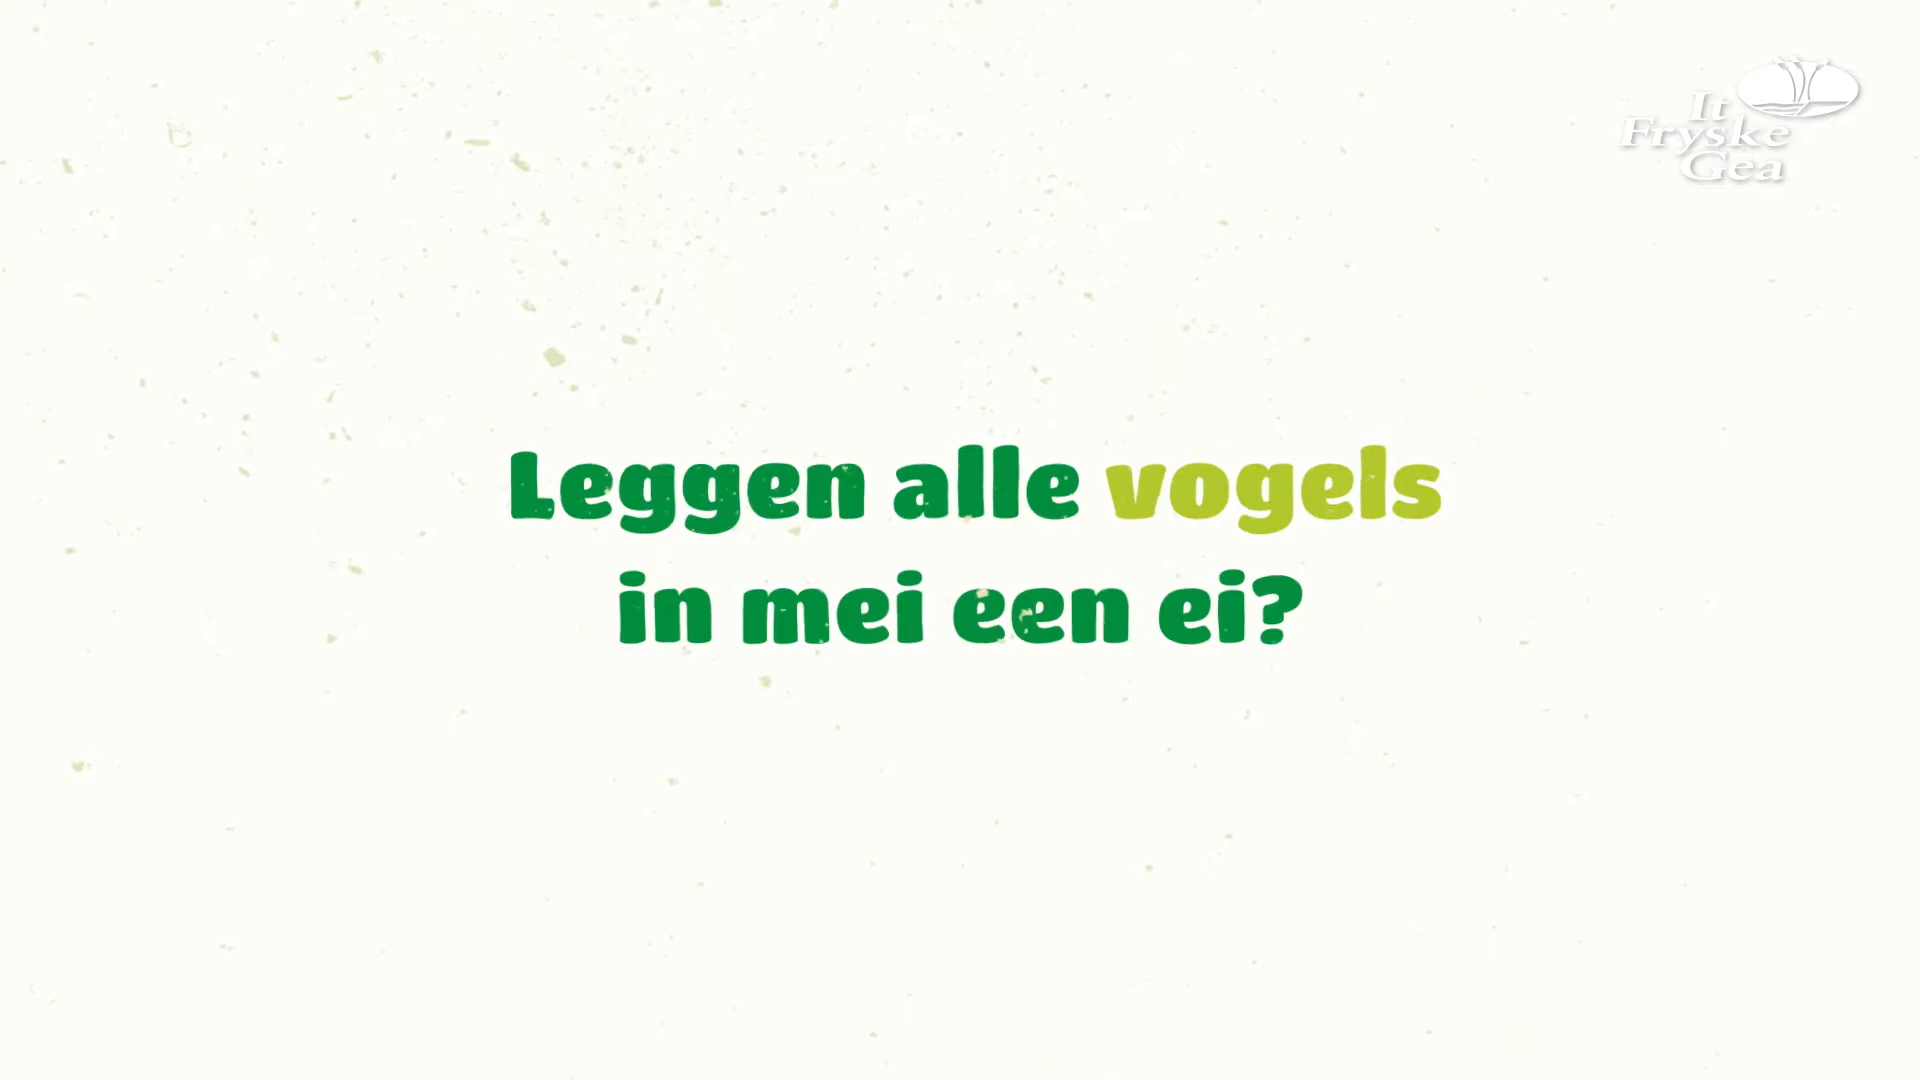 It
Fryske
Gea
Leggen alle vogels
in mei een ei?